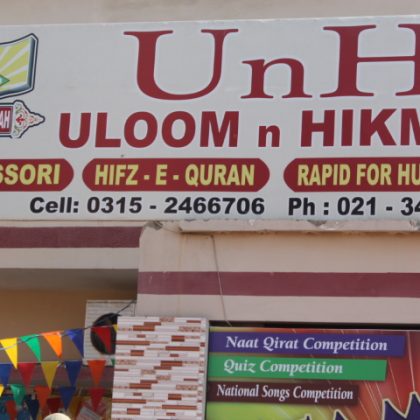 UnH
ULOOM n HIKM
AH
SSORI HIFZ - E - QURAN RAPID FOR HU
Cell: 0315 - 2466706 Ph : 021 - 34
Naat Qirat Competition
Quiz Competition
National Songs Competition